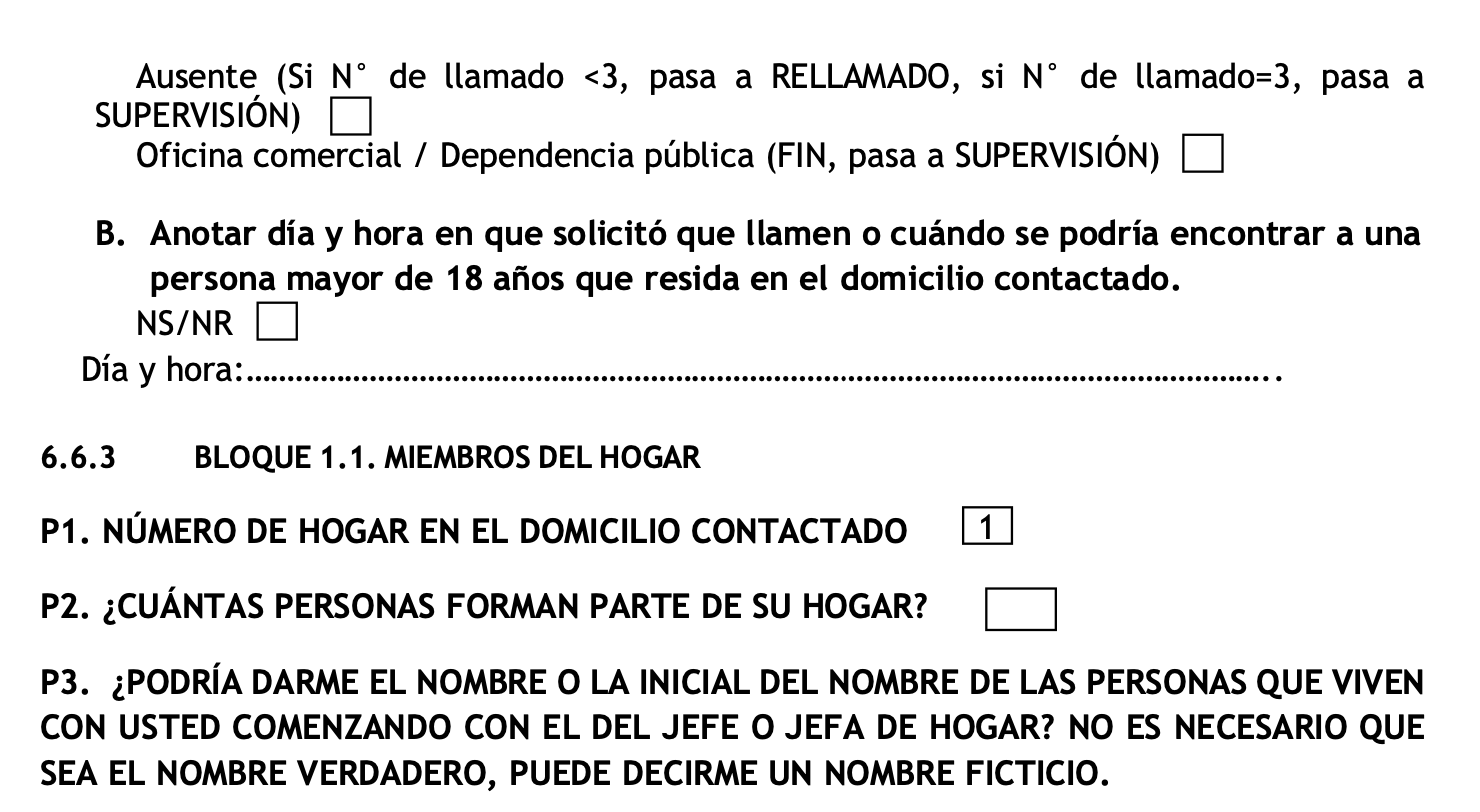 Ausente (Si N° de llamado <3, pasa a RELLAMADO, si N° de llamado=3, pasa a
SUPERVISIÓN)
Oficina comercial / Dependencia pública (FIN, pasa a SUPERVISIÓN)
B. Anotar día y hora en que solicitó que llamen o cuándo se podría encontrar a una
persona mayor de 18 años que resida en el domicilio contactado.
NS/NR
Día y hora:……………………………………………………………………………………………………………..
6.6.3 BLOQUE 1.1. MIEMBROS DEL HOGAR
P1. NÚMERO DE HOGAR EN EL DOMICILIO CONTACTADO 1
P2. ¿CUÁNTAS PERSONAS FORMAN PARTE DE SU HOGAR?
P3. ¿PODRÍA DARME EL NOMBRE O LA INICIAL DEL NOMBRE DE LAS PERSONAS QUE VIVEN
CON USTED COMENZANDO CON EL DEL JEFE O JEFA DE HOGAR? NO ES NECESARIO QUE
SEA EL NOMBRE VERDADERO, PUEDE DECIRME UN NOMBRE FICTICIO.